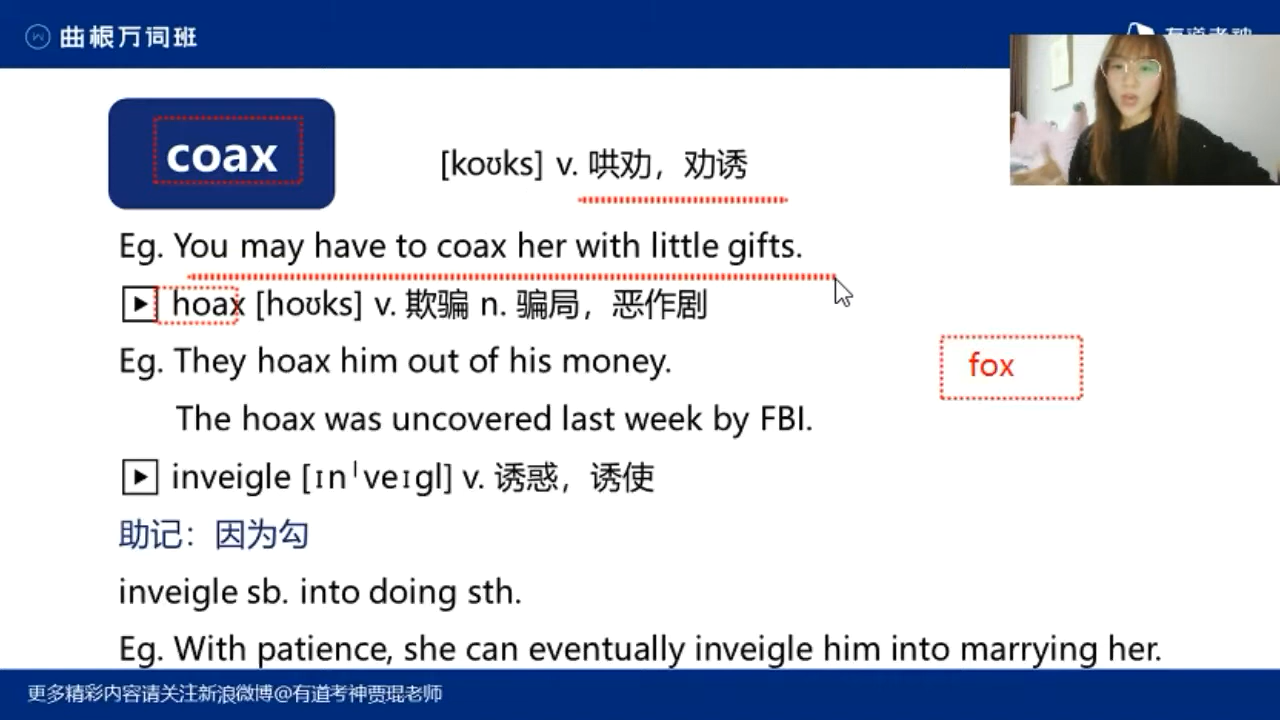 曲根万词班
有道考神
coax
[koʊks] v. 哄劝，劝诱
Eg. You may have to coax her with little gifts.
hoax [hoʊks] v. 欺骗 n. 骗局，恶作剧
Eg. They hoax him out of his money.
fox
The hoax was uncovered last week by FBI.
inveigle [ɪnˈveɪgl] v. 诱惑，诱使
助记：因为勾
inveigle sb. into doing sth.
Eg. With patience, she can eventually inveigle him into marrying her.
更多精彩内容请关注新浪微博@有道考神贾琨老师